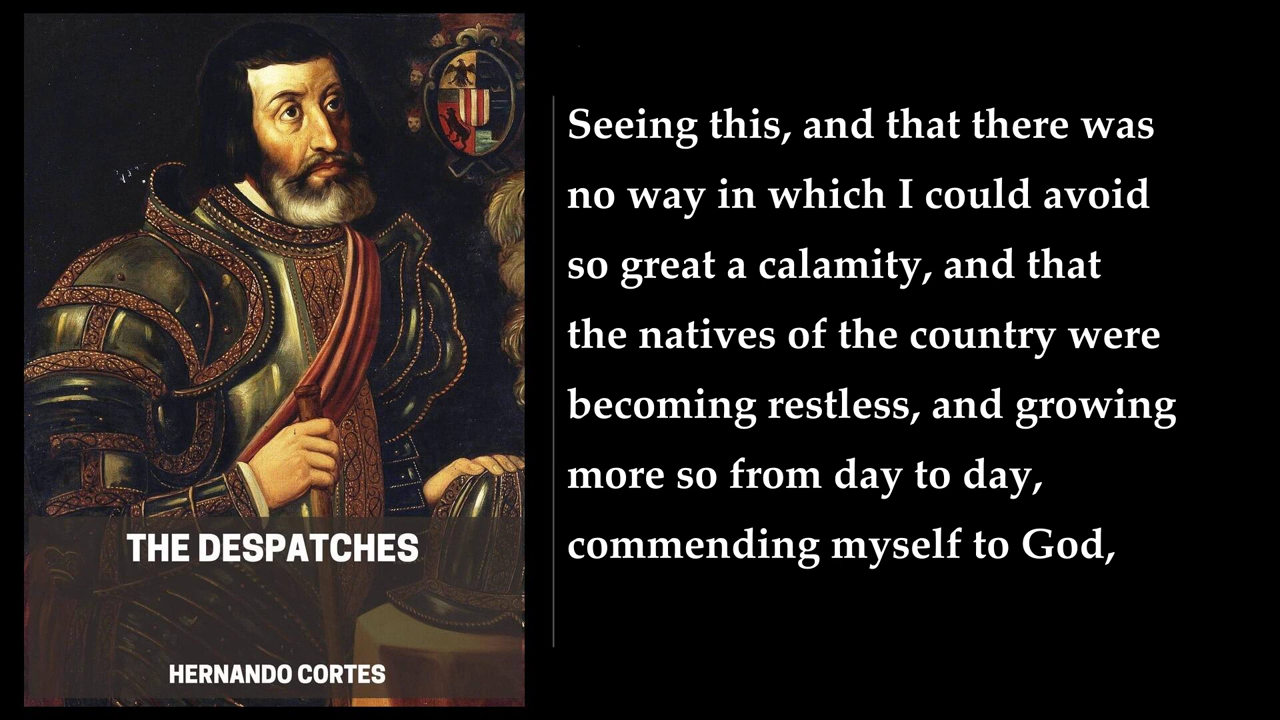 THE DESPATCHES
HERNANDO CORTES
Seeing this, and that there was
no way in which I could avoid
so great a calamity, and that
the natives of the country were
becoming restless, and growing
more so from day to day,
commending myself to God,